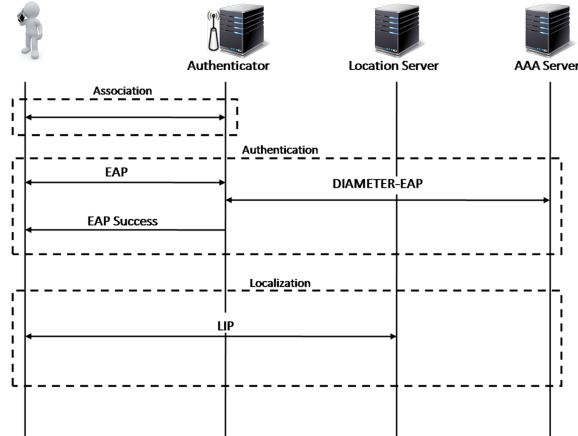 Authenticator
Location Server
AAA Server
Association
Authentication
EAP
DIAMETER-EAP
EAP Success
Localization
LIP